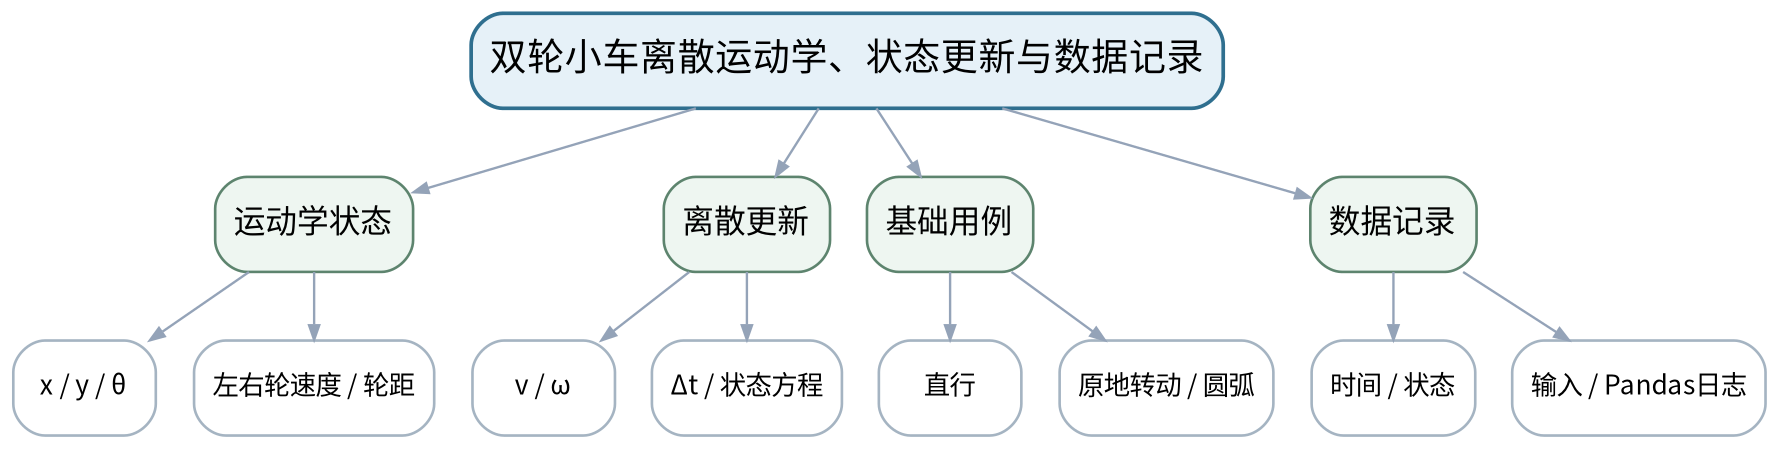 双轮小车离散运动学、状态更新与数据记录
运动学状态
离散更新
基础用例
数据记录
x / y / θ
左右轮速度 / 轮距
v / ω
Δt / 状态方程
直行
原地转动 / 圆弧
时间 / 状态
输入 / Pandas日志